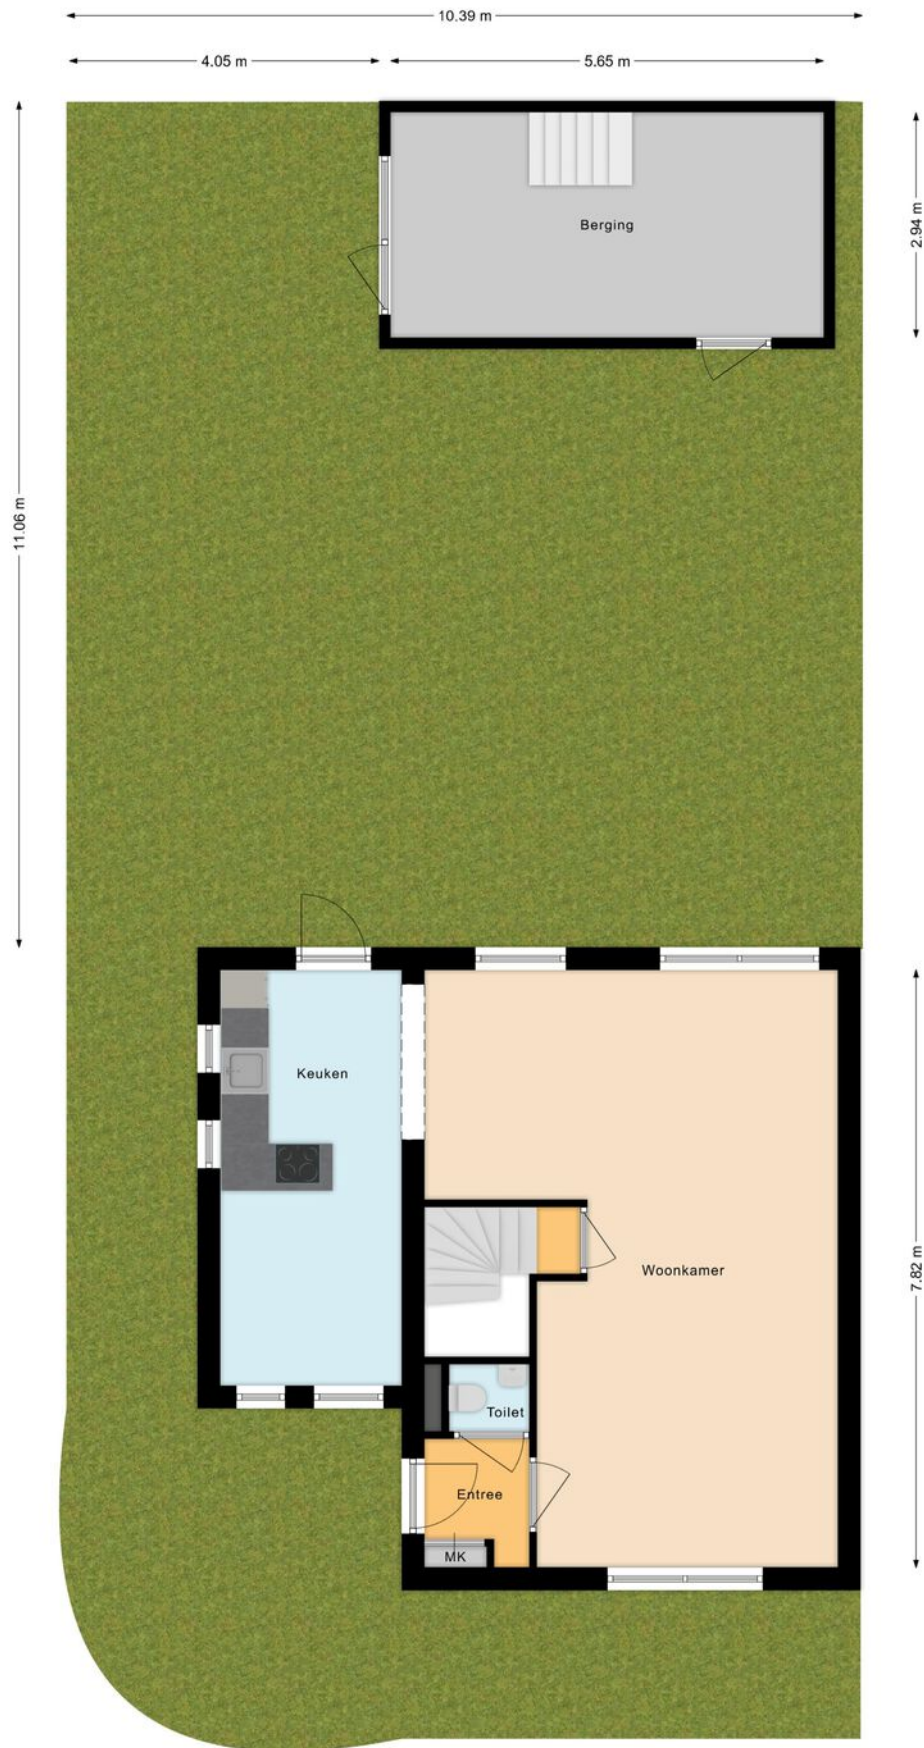 10.39 m
4.05 m
5.65 m
Berging
2.94 m
11.06 m
Keuken
Woonkamer
7.82 m
Toilet
Entree
MK